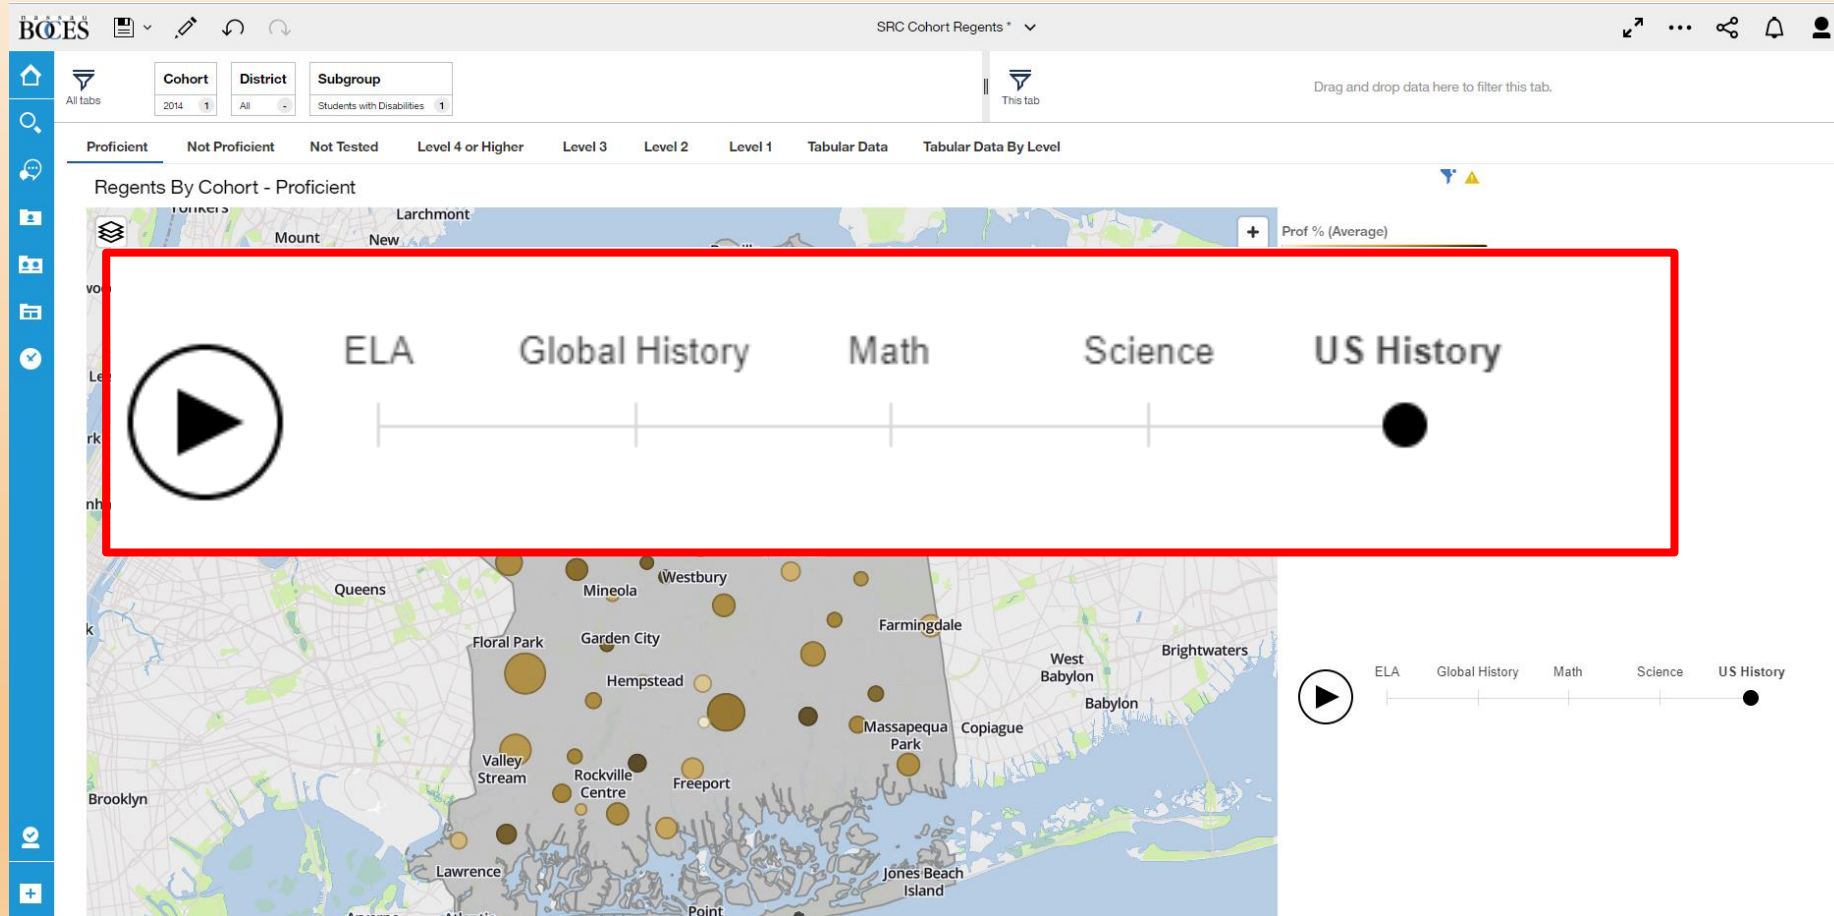 nassau
BOCES
SRC Cohort Regents *
All tabs
Cohort
2014 1
District
All -
Subgroup
Students with Disabilities 1
This tab
Drag and drop data here to filter this tab.
Proficient Not Proficient Not Tested Level 4 or Higher Level 3 Level 2 Level 1 Tabular Data Tabular Data By Level
Regents By Cohort - Proficient
Yonkers
Larchmont
Mount
New
Prof % (Average)
ELA Global History Math Science US History
Queens
Mineola
Westbury
Floral Park
Garden City
Farmingdale
Hempstead
West
Babylon
Brightwaters
Babylon
Massapequa
Park
Copiague
Valley
Stream
Rockville
Centre
Freeport
Brooklyn
Lawrence
Jones Beach
Island
Point
ELA Global History Math Science US History